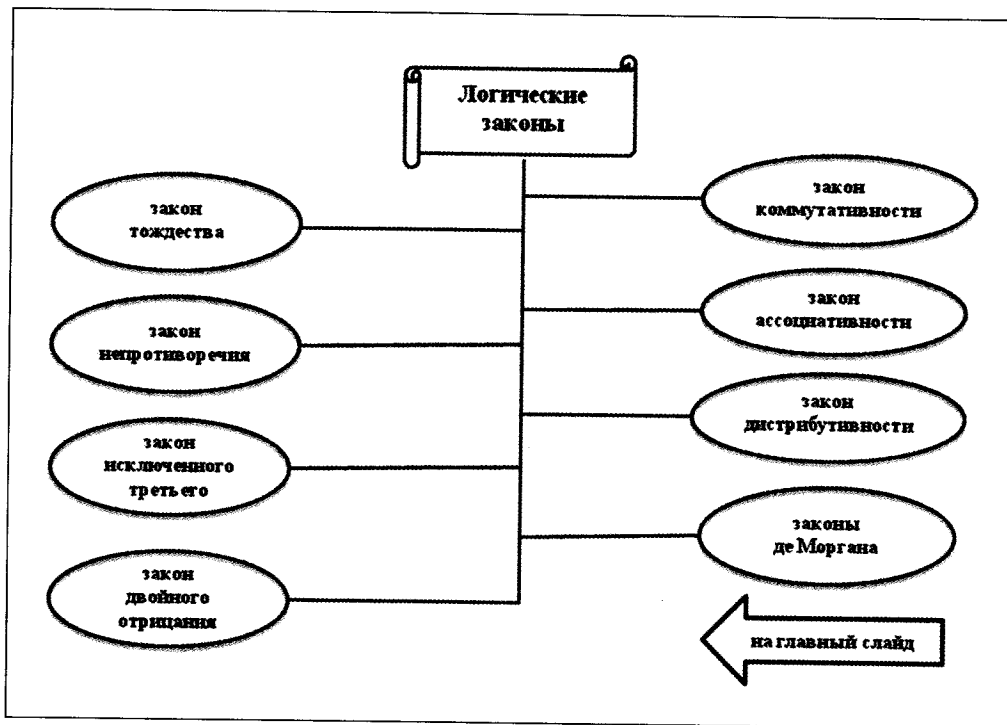 Логические
законы
закон
тождества
закон
непротиворечия
закон
исключенного
третьего
закон
двойного
отрицания
закон
коммутативности
закон
ассоциативности
закон
дистрибутивности
законы
де Моргана
на главный слайд